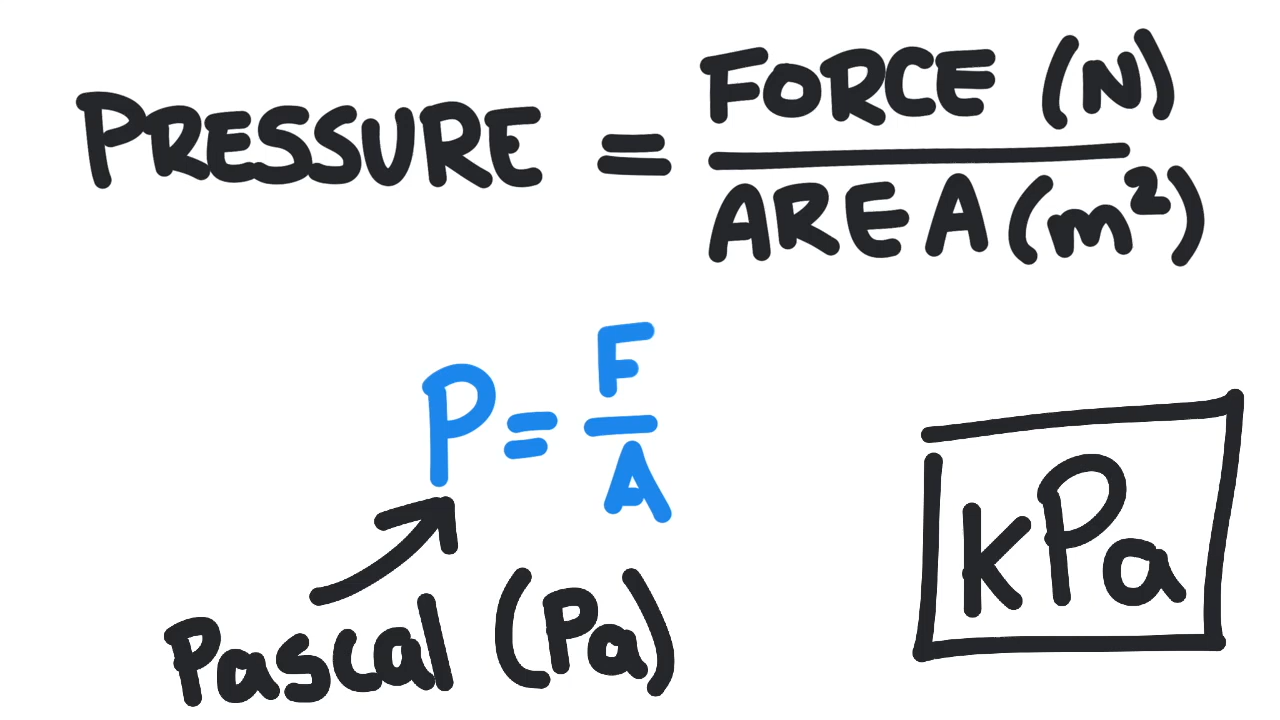 PRESSURE = FORCE (N) / AREA (m²)
P = F / A
Pascal (Pa)
kPa